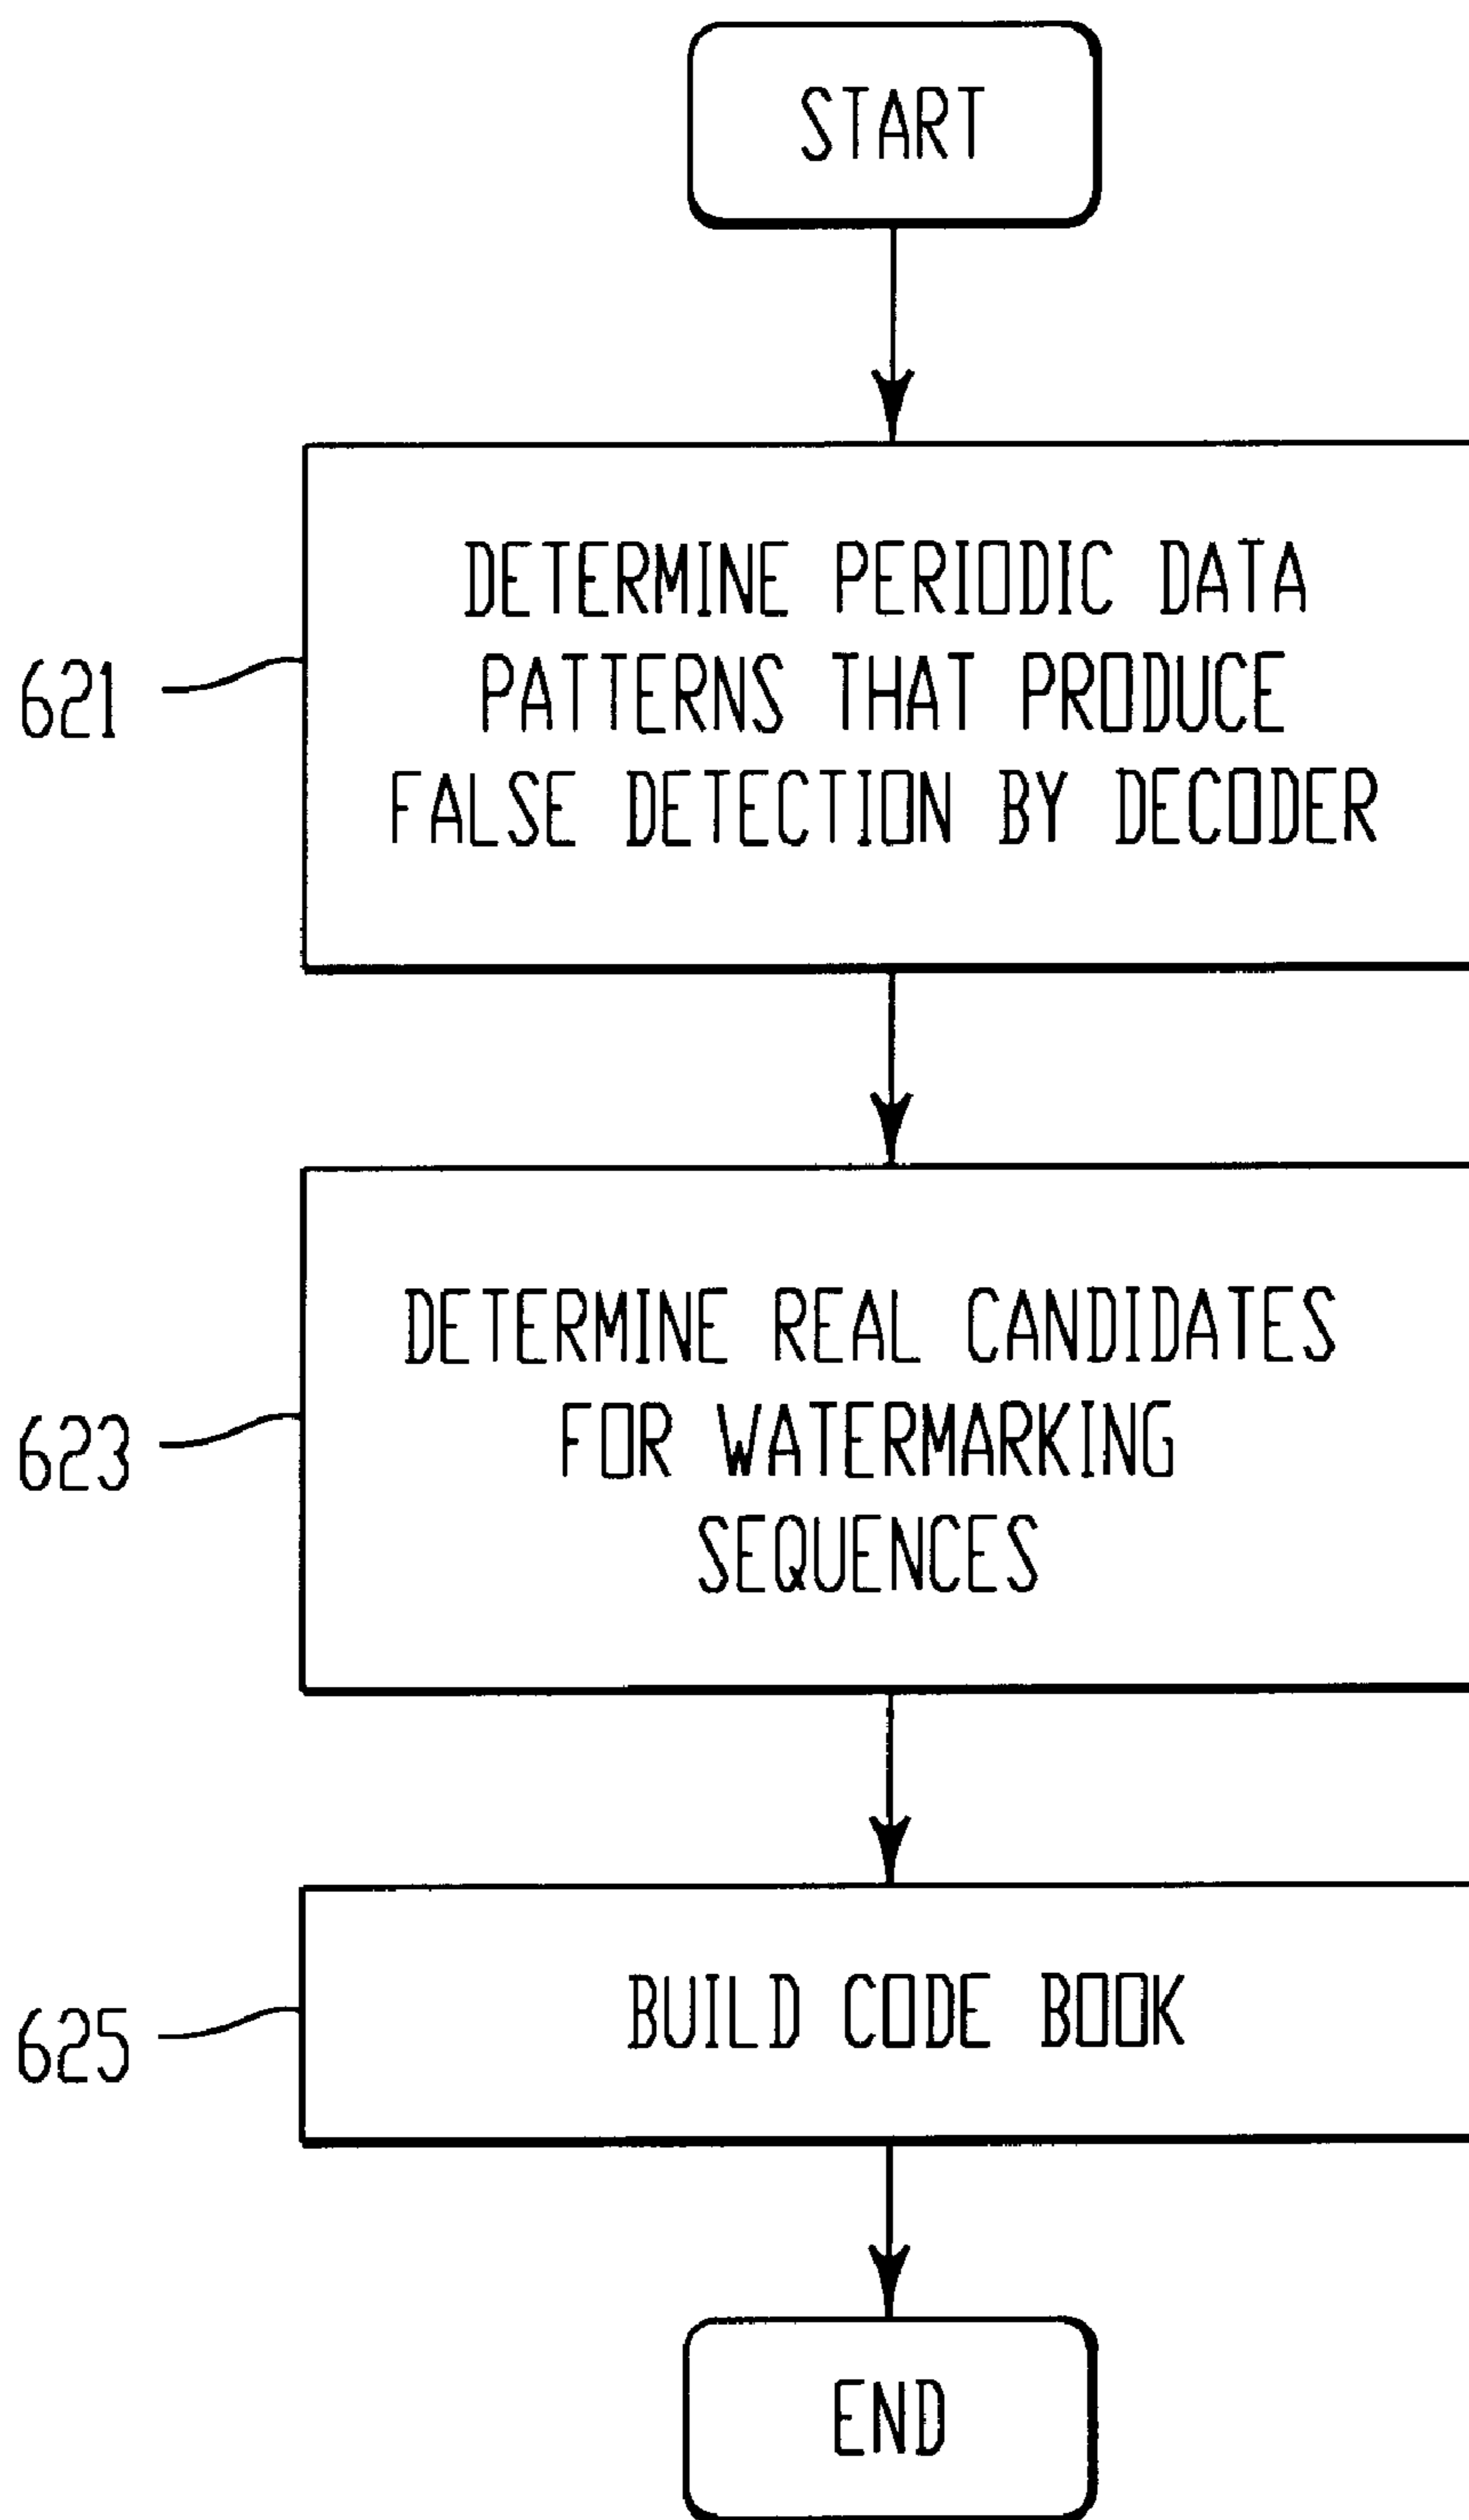 START
DETERMINE PERIODIC DATA
PATTERNS THAT PRODUCE
FALSE DETECTION BY DECODER
621
DETERMINE REAL CANDIDATES
FOR WATERMARKING
SEQUENCES
623
BUILD CODE BOOK
625
END